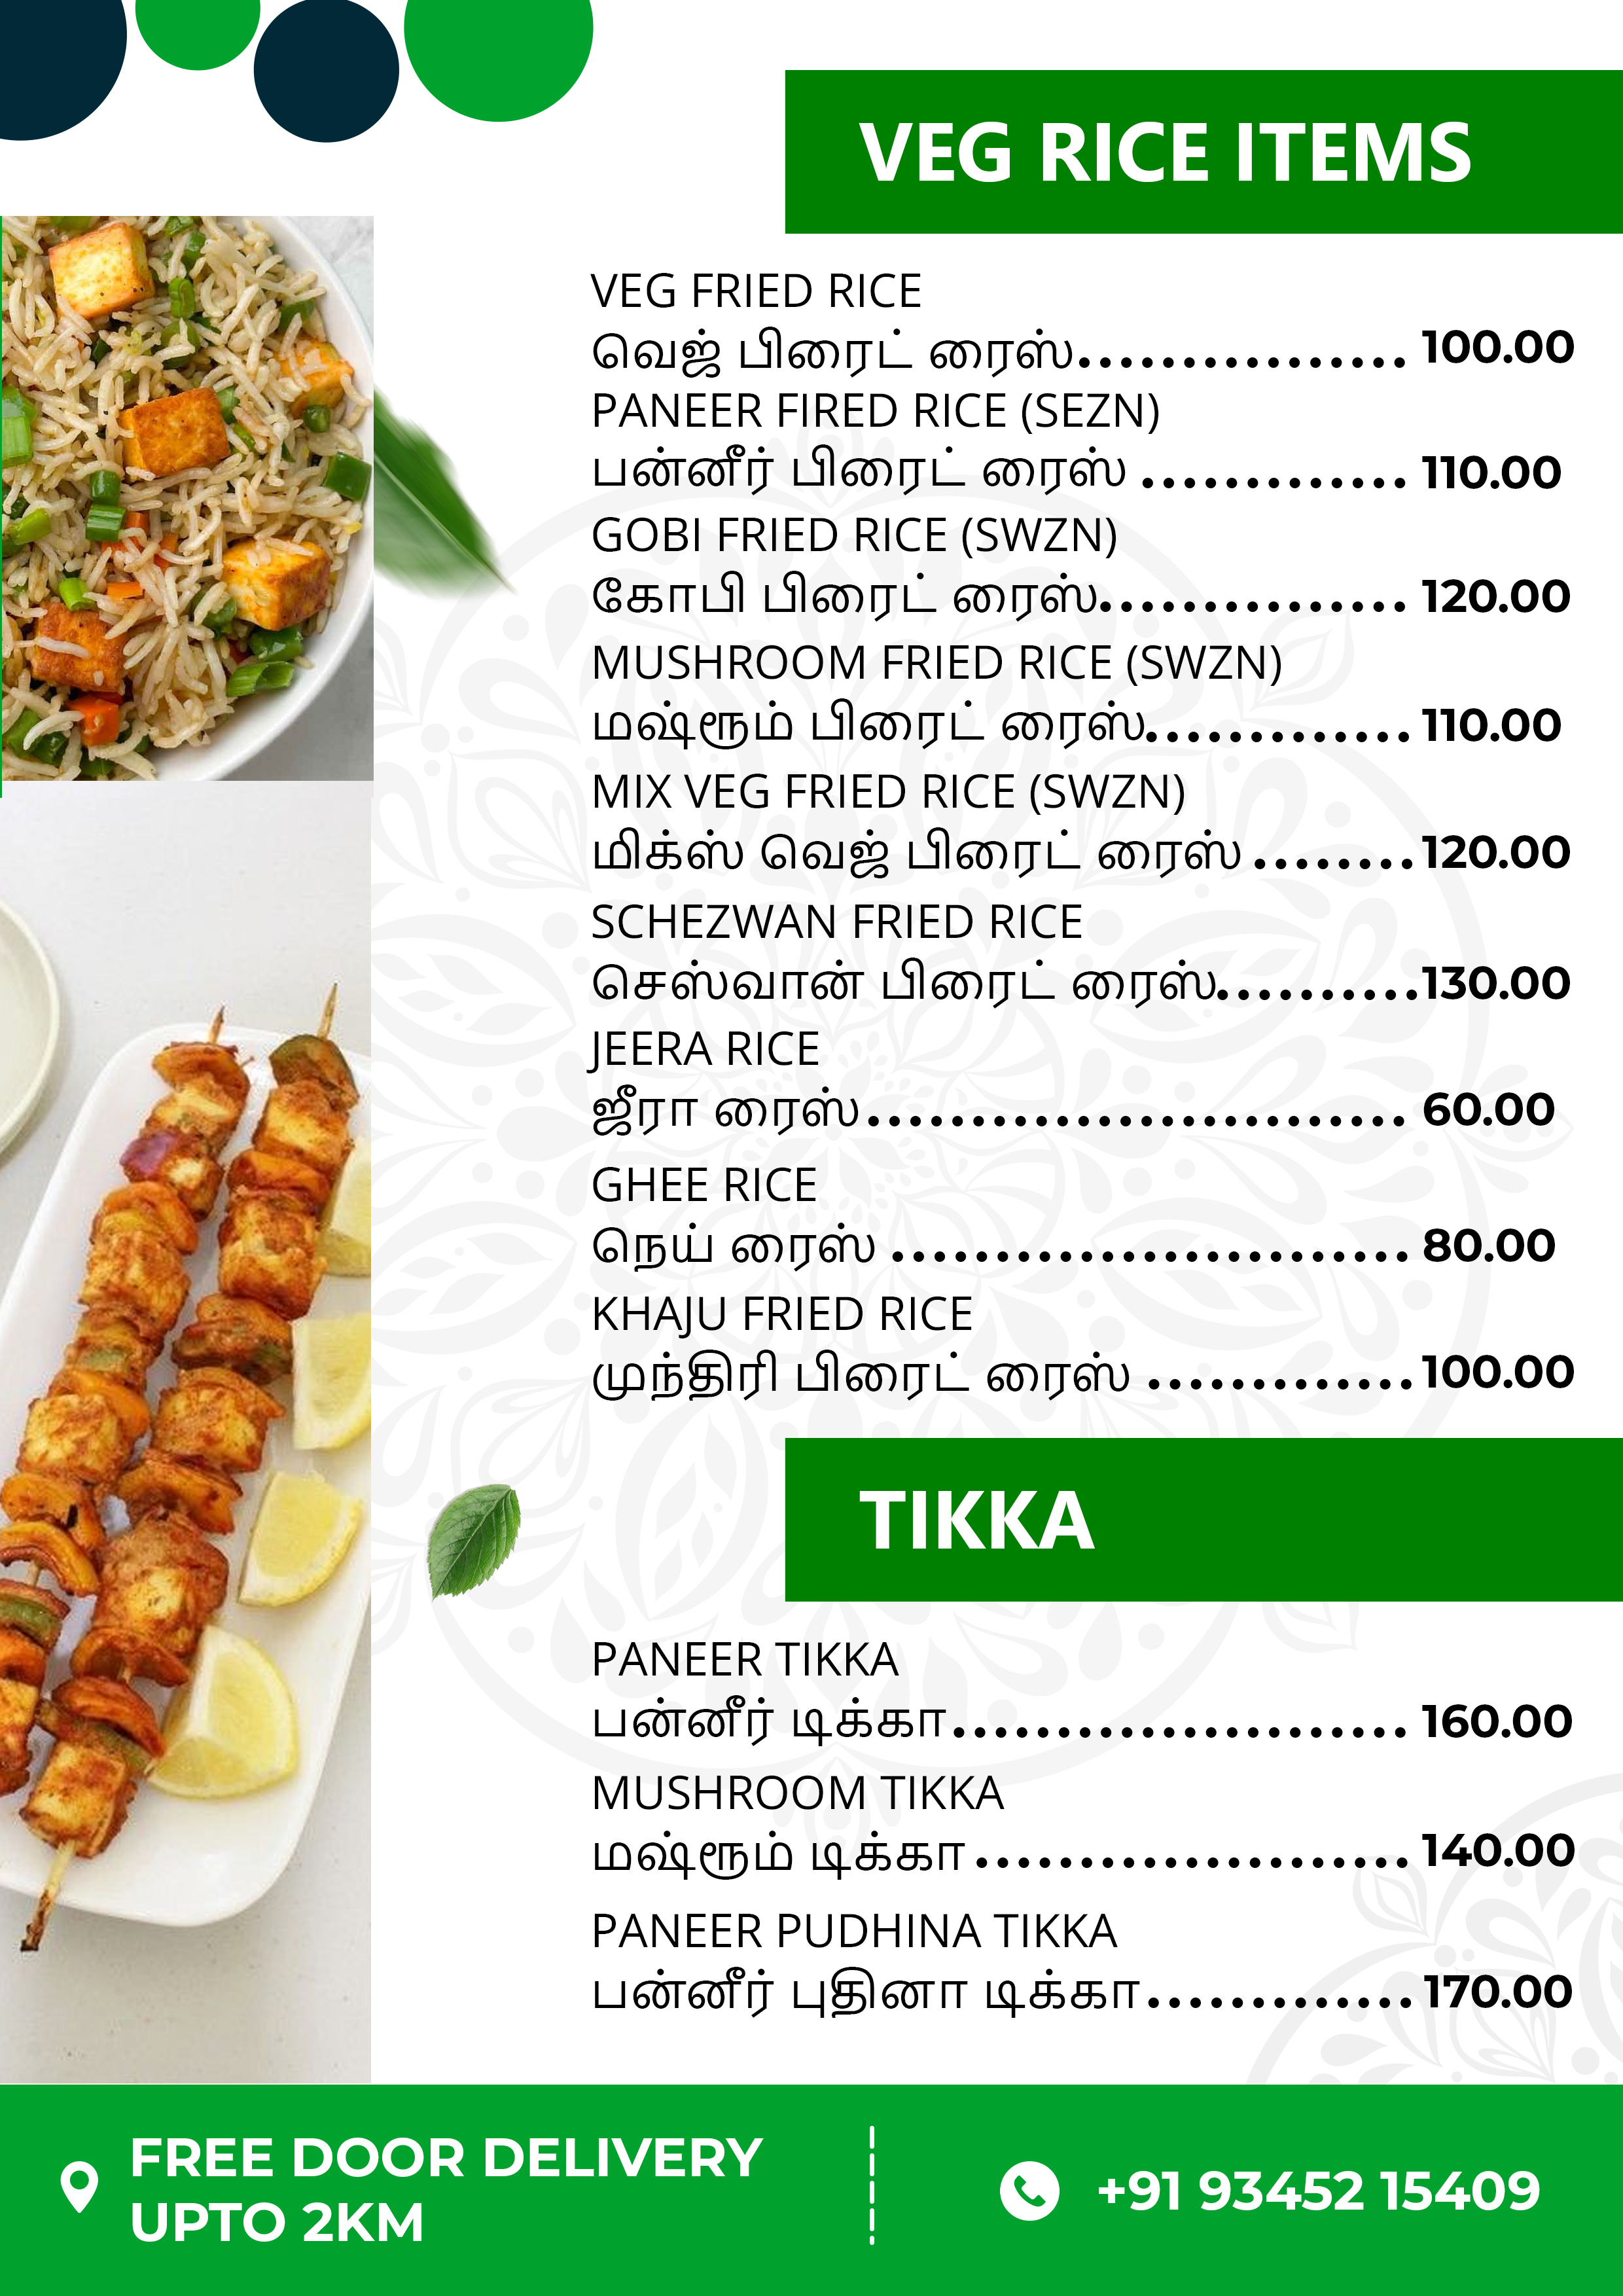 VEG RICE ITEMS
VEG FRIED RICE
வெஜ் பிரைட் ரைஸ்................ 100.00
PANEER FIRED RICE (SEZN)
பன்னீர் பிரைட் ரைஸ் ............. 110.00
GOBI FRIED RICE (SWZN)
கோபி பிரைட் ரைஸ்............... 120.00
MUSHROOM FRIED RICE (SWZN)
மஷ்ரூம் பிரைட் ரைஸ்............. 110.00
MIX VEG FRIED RICE (SWZN)
மிக்ஸ் வெஜ் பிரைட் ரைஸ் ........ 120.00
SCHEZWAN FRIED RICE
செஸ்வான் பிரைட் ரைஸ்.......... 130.00
JEERA RICE
ஜீரா ரைஸ்.......................... 60.00
GHEE RICE
நெய் ரைஸ் ......................... 80.00
KHAJU FRIED RICE
முந்திரி பிரைட் ரைஸ் ............. 100.00
TIKKA
PANEER TIKKA
பன்னீர் டிக்கா...................... 160.00
MUSHROOM TIKKA
மஷ்ரூம் டிக்கா ..................... 140.00
PANEER PUDHINA TIKKA
பன்னீர் புதினா டிக்கா............. 170.00
FREE DOOR DELIVERY
UPTO 2KM
+91 93452 15409